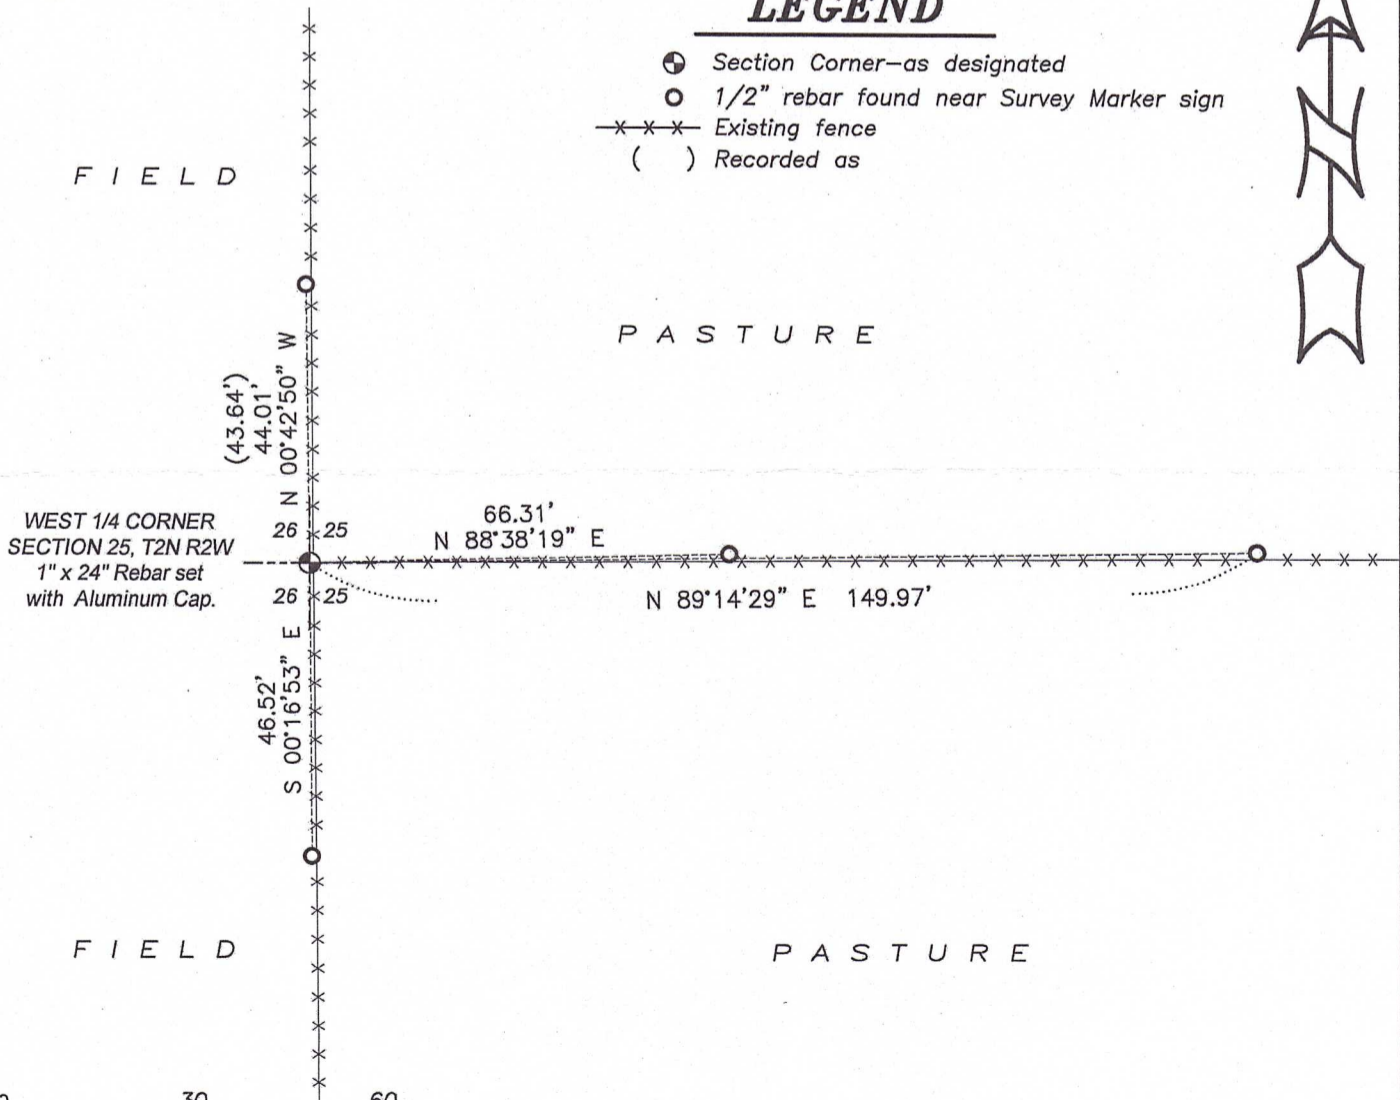 LEGEND
Section Corner—as designated
1/2" rebar found near Survey Marker sign
Existing fence
( ) Recorded as
N
FIELD
PASTURE
(43.64')
44.01'
N 00°42'50" W
WEST 1/4 CORNER
SECTION 25, T2N R2W
1" x 24" Rebar set
with Aluminum Cap.
26 25
26 25
66.31'
N 88°38'19" E
N 89°14'29" E 149.97'
46.52'
S 00°16'53" E
FIELD
PASTURE
30 60